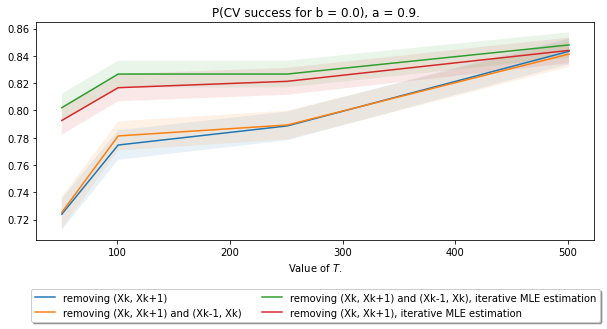 P(CV success for b = 0.0), a = 0.9.
0.86
0.84
0.82
0.80
0.78
0.76
0.74
0.72
100
200
300
400
500
Value of T.
removing (Xk, Xk+1)
removing (Xk, Xk+1) and (Xk-1, Xk)
removing (Xk, Xk+1) and (Xk-1, Xk), iterative MLE estimation
removing (Xk, Xk+1), iterative MLE estimation